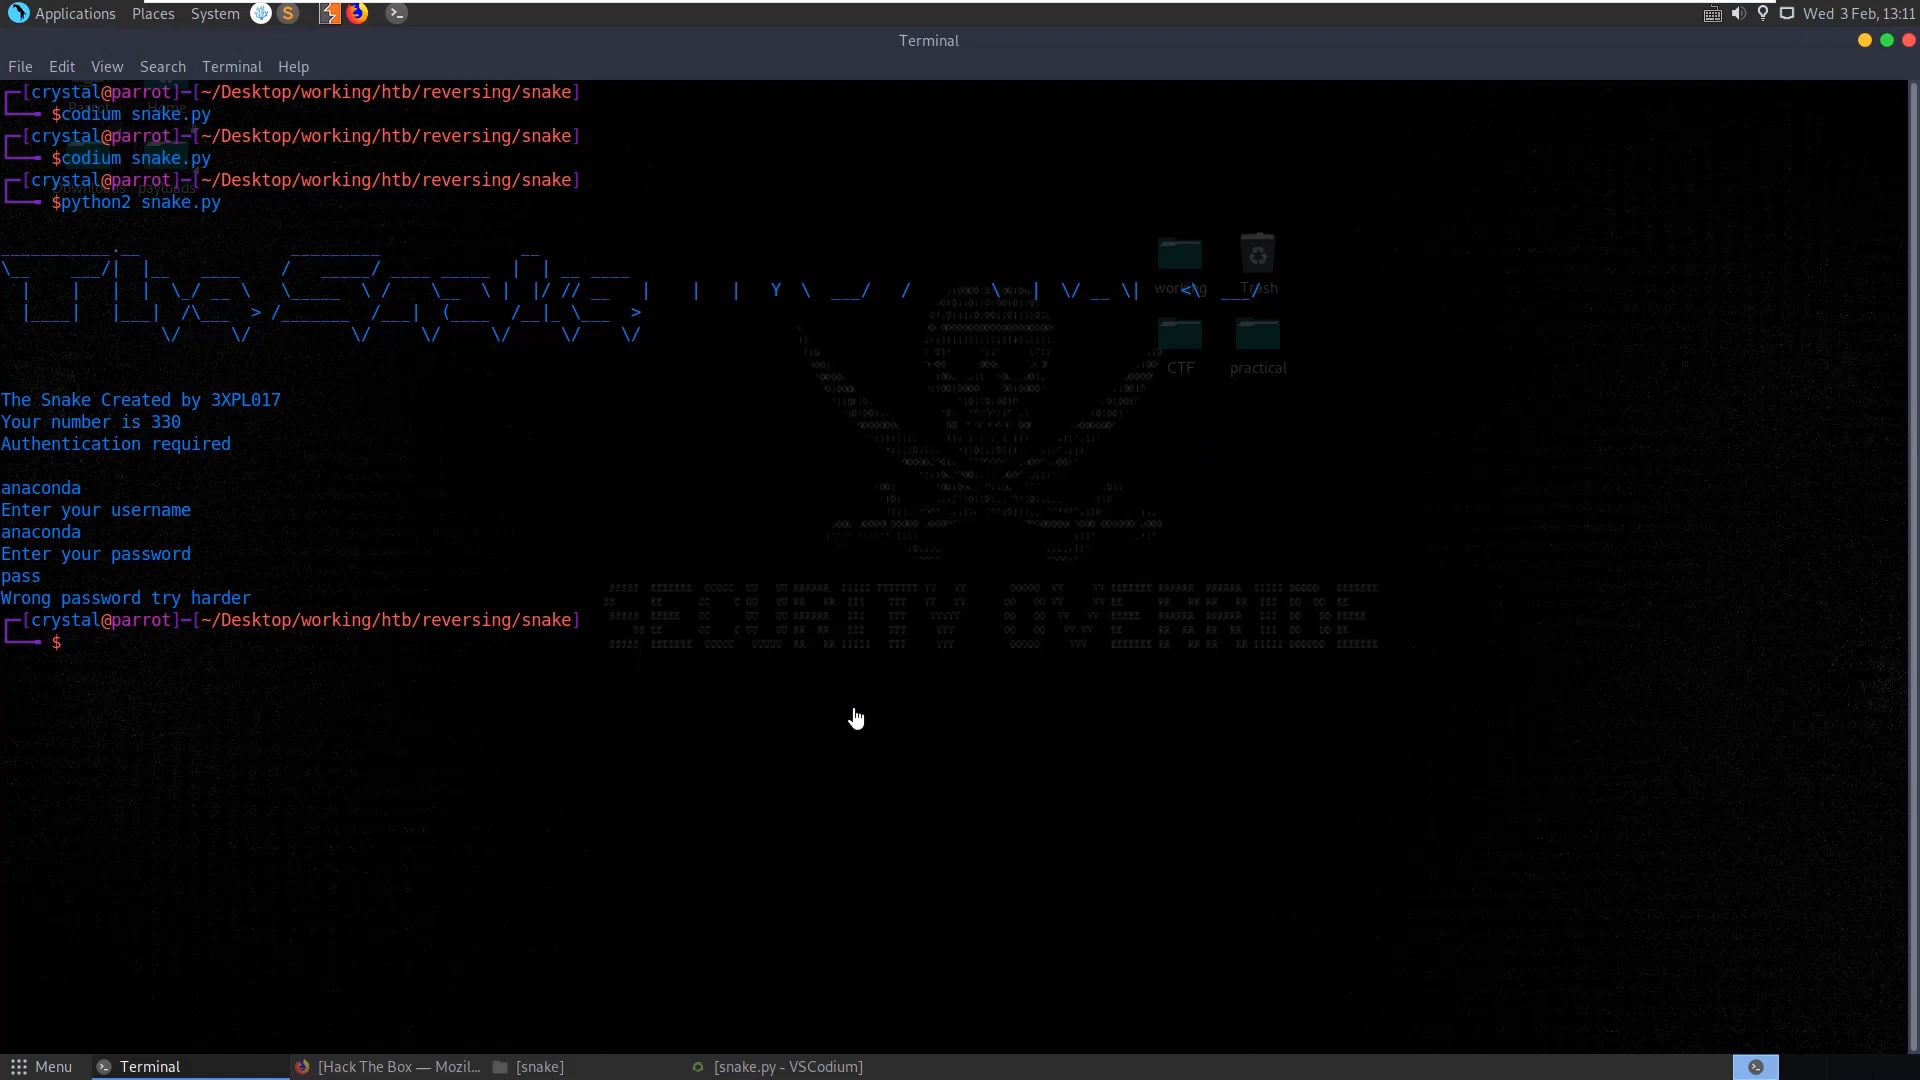 Applications Places System Wed 3 Feb, 13:11
Terminal
File Edit View Search Terminal Help
┌─[crystal@parrot]─[~/Desktop/working/htb/reversing/snake]
└──╼ $codium snake.py
┌─[crystal@parrot]─[~/Desktop/working/htb/reversing/snake]
└──╼ $codium snake.py
┌─[crystal@parrot]─[~/Desktop/working/htb/reversing/snake]
└──╼ $python2 snake.py
The Snake
working Trash
CTF practical
The Snake Created by 3XPL017
Your number is 330
Authentication required
anaconda
Enter your username
anaconda
Enter your password
pass
Wrong password try harder
┌─[crystal@parrot]─[~/Desktop/working/htb/reversing/snake]
└──╼ $
SECURITY OVERRIDE
Menu Terminal [Hack The Box — Mozil... [snake] [snake.py - VSCodium]